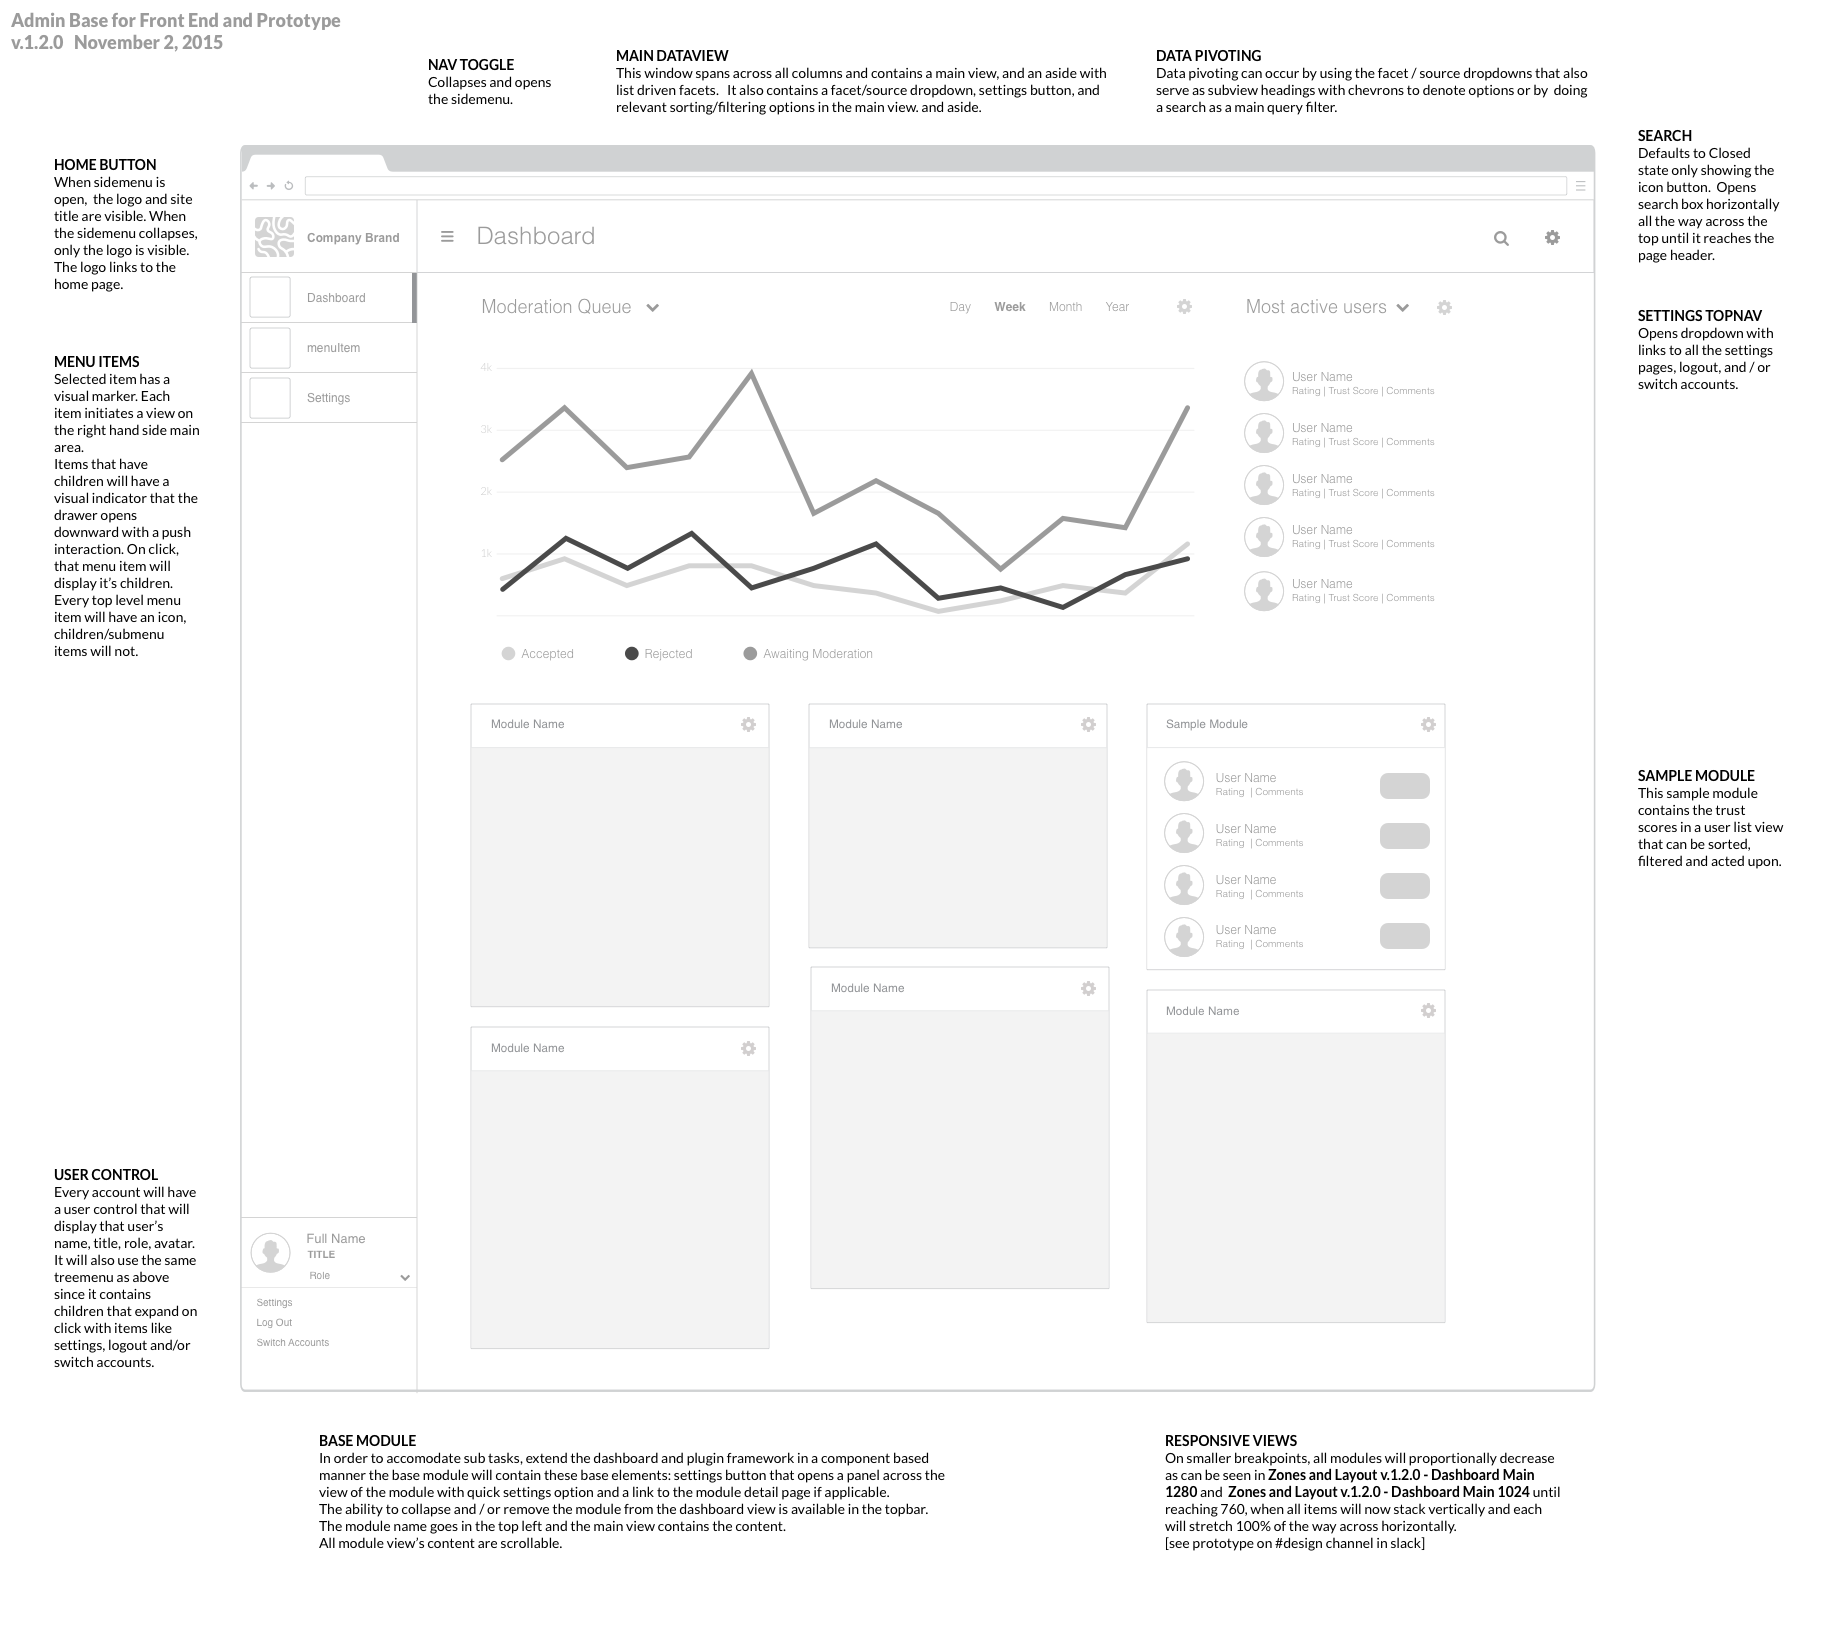 Admin Base for Front End and Prototype
v.1.2.0 November 2, 2015
NAV TOGGLE
Collapses and opens
the sidemenu.
MAIN DATAVIEW
This window spans across all columns and contains a main view, and an aside with
list driven facets. It also contains a facet/source dropdown, settings button, and
relevant sorting/filtering options in the main view. and aside.
DATA PIVOTING
Data pivoting can occur by using the facet / source dropdowns that also
serve as subview headings with chevrons to denote options or by doing
a search as a main query filter.
HOME BUTTON
When sidemenu is
open, the logo and site
title are visible. When
the sidemenu collapses,
only the logo is visible.
The logo links to the
home page.
MENU ITEMS
Selected item has a
visual marker. Each
item initiates a view on
the right hand side main
area.
Items that have
children will have a
visual indicator that the
drawer opens
downward with a push
interaction. On click,
that menu item will
display it's children.
Every top level menu
item will have an icon,
children/submenu
items will not.
USER CONTROL
Every account will have
a user control that will
display that user's
name, title, role, avatar.
It will also use the same
treemenu as above
since it contains
children that expand on
click with items like
settings, logout and/or
switch accounts.
Company Brand
Dashboard
menuItem
Settings
Full Name
TITLE
Role
Settings
Log Out
Switch Accounts
Dashboard
Moderation Queue
Day Week Month Year
Most active users
4k
3k
2k
1k
Accepted Rejected Awaiting Moderation
User Name
Rating | Trust Score | Comments
User Name
Rating | Trust Score | Comments
User Name
Rating | Trust Score | Comments
User Name
Rating | Trust Score | Comments
User Name
Rating | Trust Score | Comments
Module Name
Module Name
Module Name
Module Name
Sample Module
User Name
Rating | Comments
User Name
Rating | Comments
User Name
Rating | Comments
User Name
Rating | Comments
Module Name
SEARCH
Defaults to Closed
state only showing the
icon button. Opens
search box horizontally
all the way across the
top until it reaches the
page header.
SETTINGS TOPNAV
Opens dropdown with
links to all the settings
pages, logout, and / or
switch accounts.
SAMPLE MODULE
This sample module
contains the trust
scores in a user list view
that can be sorted,
filtered and acted upon.
BASE MODULE
In order to accomodate sub tasks, extend the dashboard and plugin framework in a component based
manner the base module will contain these base elements: settings button that opens a panel across the
view of the module with quick settings option and a link to the module detail page if applicable.
The ability to collapse and / or remove the module from the dashboard view is available in the topbar.
The module name goes in the top left and the main view contains the content.
All module view's content are scrollable.
RESPONSIVE VIEWS
On smaller breakpoints, all modules will proportionally decrease
as can be seen in Zones and Layout v.1.2.0 - Dashboard Main
1280 and Zones and Layout v.1.2.0 - Dashboard Main 1024 until
reaching 760, when all items will now stack vertically and each
will stretch 100% of the way across horizontally.
[see prototype on #design channel in slack]